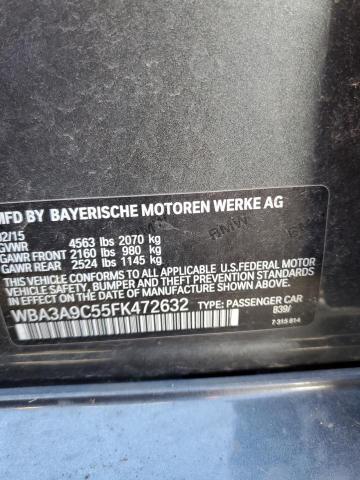 MFD BY BAYERISCHE MOTOREN WERKE AG
02/15
GVWR 4563 lbs 2070 kg
GAWR FRONT 2160 lbs 980 kg
GAWR REAR 2524 lbs 1145 kg
THIS VEHICLE CONFORMS TO ALL APPLICABLE U.S. FEDERAL
MOTOR VEHICLE SAFETY, BUMPER, AND THEFT PREVENTION STANDARDS
IN EFFECT ON THE DATE OF MANUFACTURE SHOWN ABOVE.
WBA3A9C55FK472632 TYPE: PASSENGER CAR
B39/
7 315 814